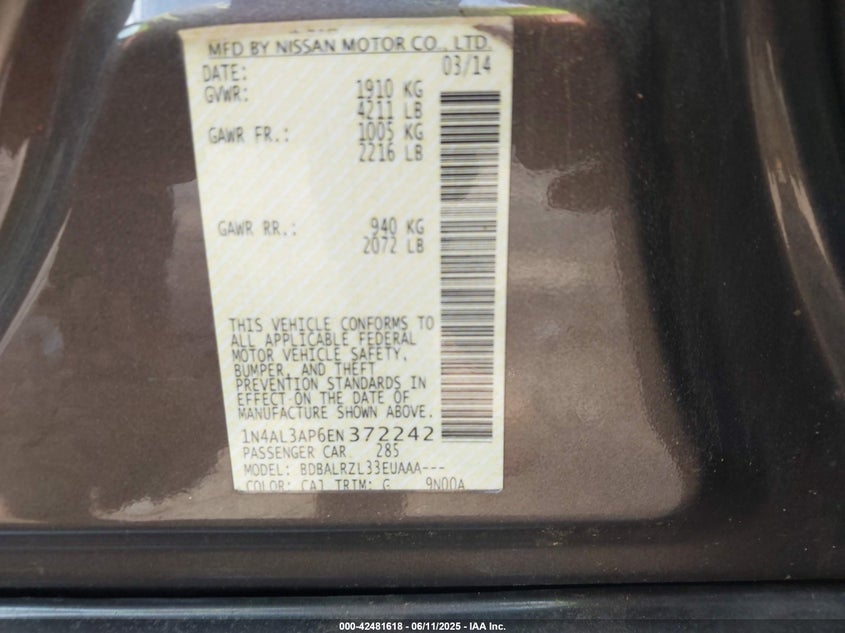 MFD BY NISSAN MOTOR CO., LTD.
DATE: 03/14
GVWR: 1910 KG
4211 LB
GAWR FR.: 1005 KG
2216 LB
GAWR RR.: 940 KG
2072 LB
THIS VEHICLE CONFORMS TO
ALL APPLICABLE FEDERAL
MOTOR VEHICLE SAFETY,
BUMPER, AND THEFT
PREVENTION STANDARDS IN
EFFECT ON THE DATE OF
MANUFACTURE SHOWN ABOVE.
1N4AL3AP6EN372242
PASSENGER CAR 285
MODEL: BDBALRZL33EUAAA---
COLOR: CAJ TRIM: G 9N00A
000-42481618 - 06/11/2025 - IAA Inc.